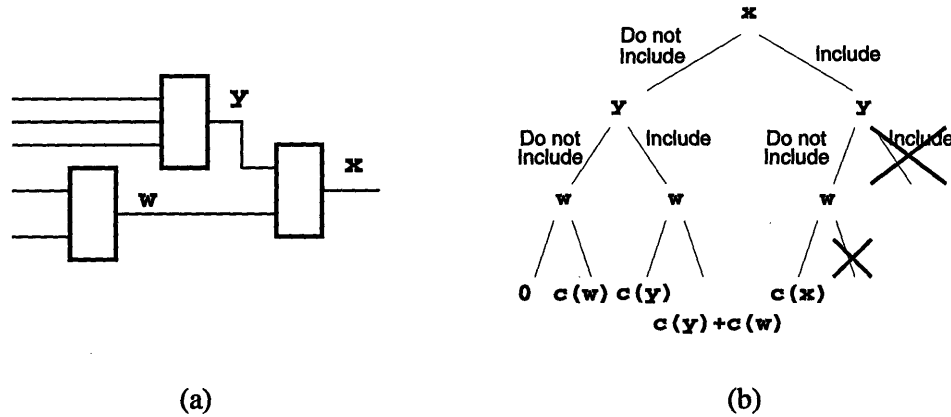 y
w
x
(a)
x
Do not
Include
Include
y
y
Do not
Include
Include
Do not
Include
Include
w
w
w
0 c(w) c(y) c(x)
c(y)+c(w)
(b)